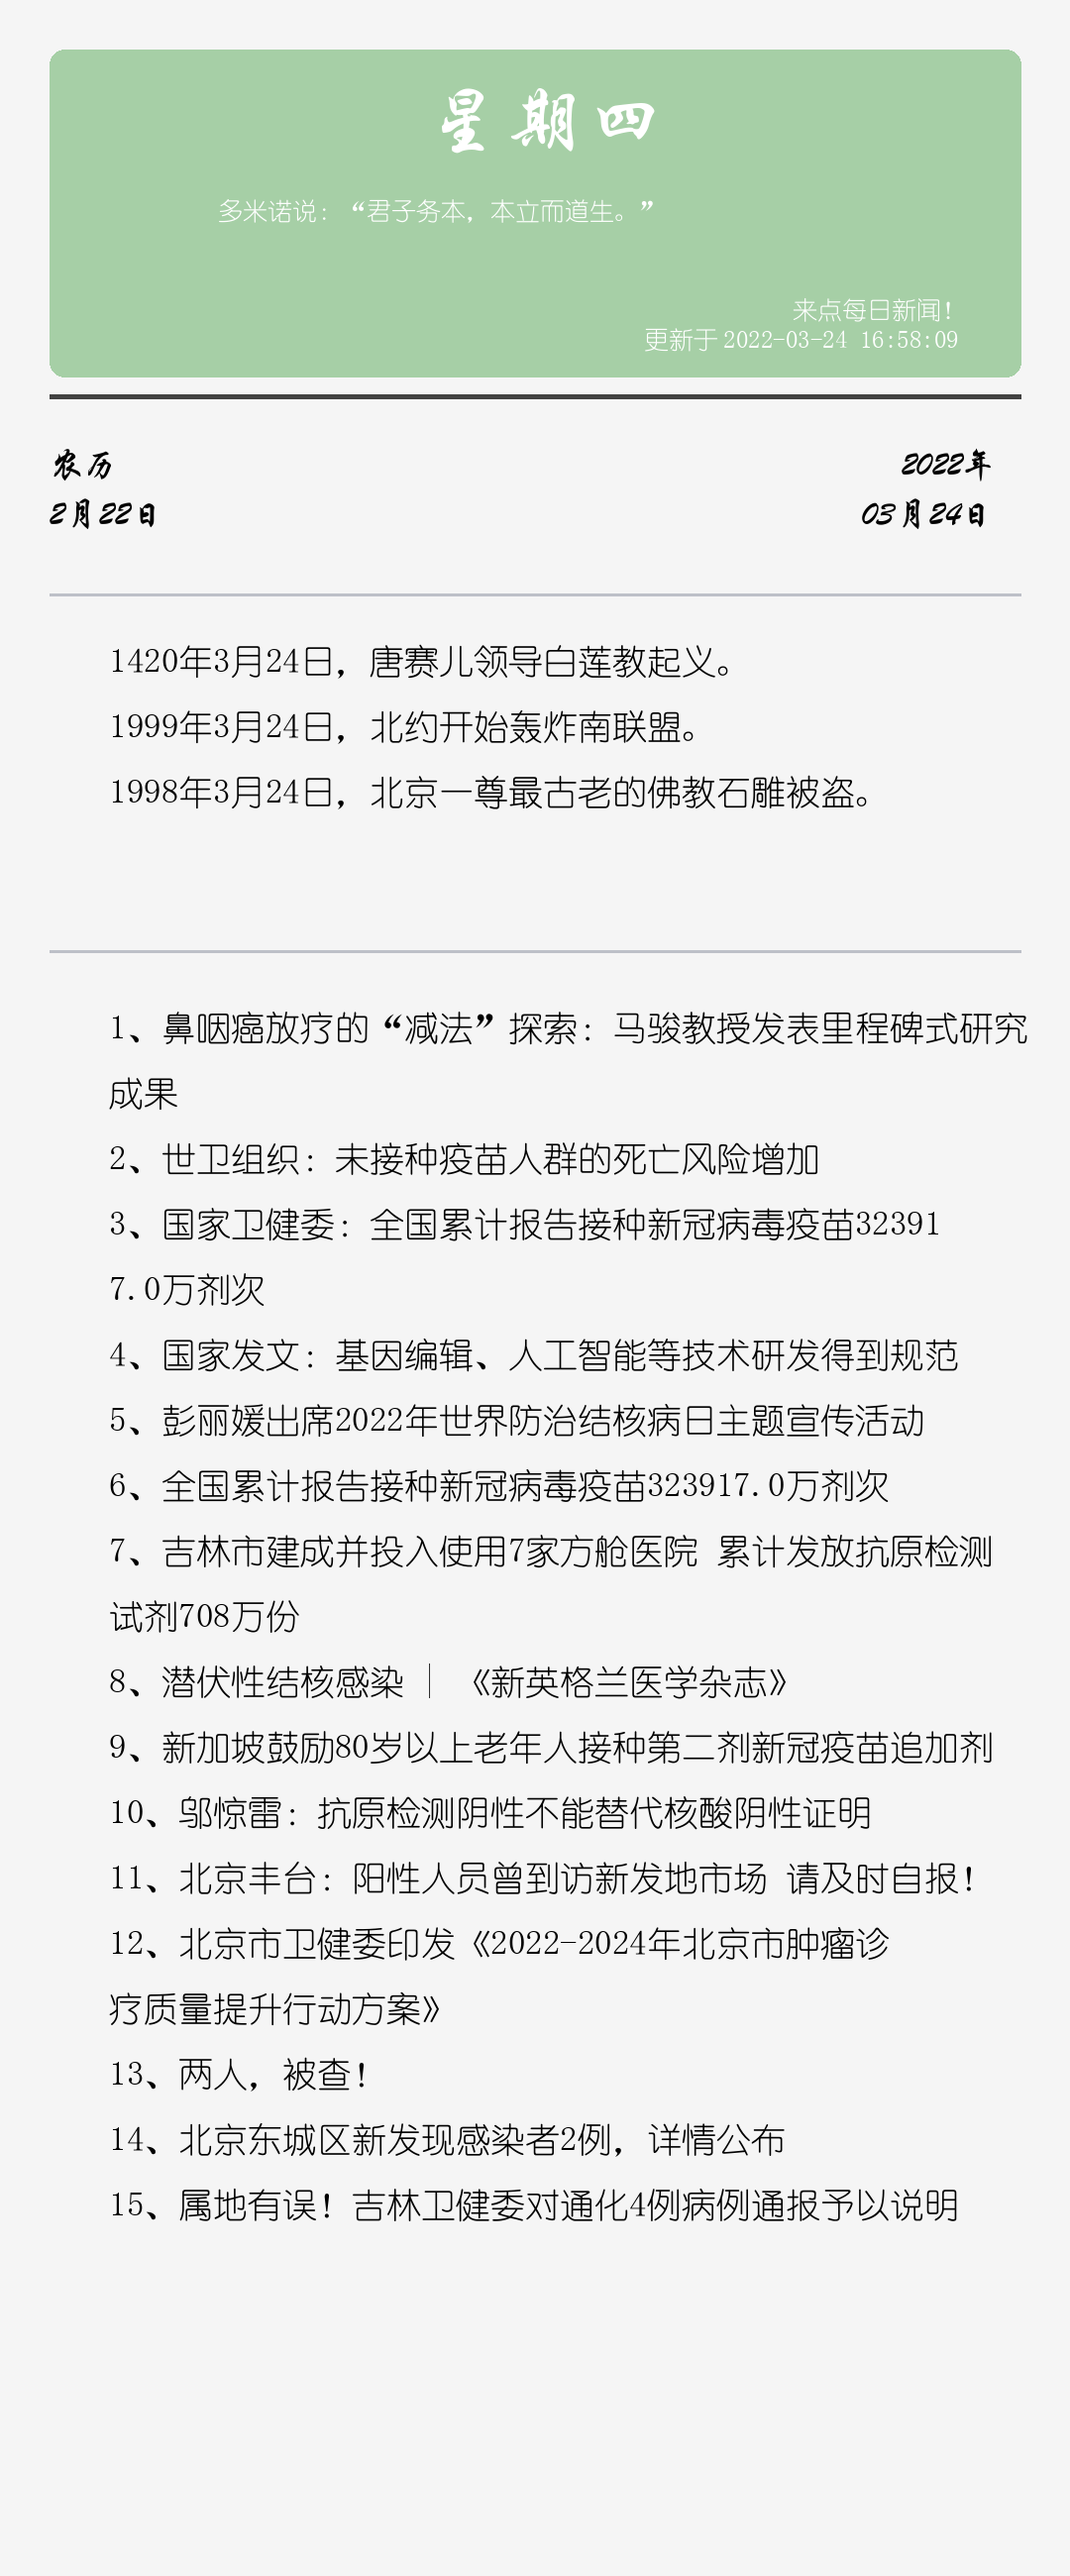 星期四
多米诺说：“君子务本，本立而道生。”
来点每日新闻！
更新于 2022-03-24 16:58:09
农历
2022年
2月22日
03月24日
1420年3月24日，唐赛儿领导白莲教起义。
1999年3月24日，北约开始轰炸南联盟。
1998年3月24日，北京一尊最古老的佛教石雕被盗。
1、鼻咽癌放疗的“减法”探索：马骏教授发表里程碑式研究
成果
2、世卫组织：未接种疫苗人群的死亡风险增加
3、国家卫健委：全国累计报告接种新冠病毒疫苗32391
7.0万剂次
4、国家发文：基因编辑、人工智能等技术研发得到规范
5、彭丽媛出席2022年世界防治结核病日主题宣传活动
6、全国累计报告接种新冠病毒疫苗323917.0万剂次
7、吉林市建成并投入使用7家方舱医院 累计发放抗原检测
试剂708万份
8、潜伏性结核感染 | 《新英格兰医学杂志》
9、新加坡鼓励80岁以上老年人接种第二剂新冠疫苗追加剂
10、邬惊雷：抗原检测阴性不能替代核酸阴性证明
11、北京丰台：阳性人员曾到访新发地市场 请及时自报！
12、北京市卫健委印发《2022-2024年北京市肿瘤诊
疗质量提升行动方案》
13、两人，被查！
14、北京东城区新发现感染者2例，详情公布
15、属地有误！吉林卫健委对通化4例病例通报予以说明